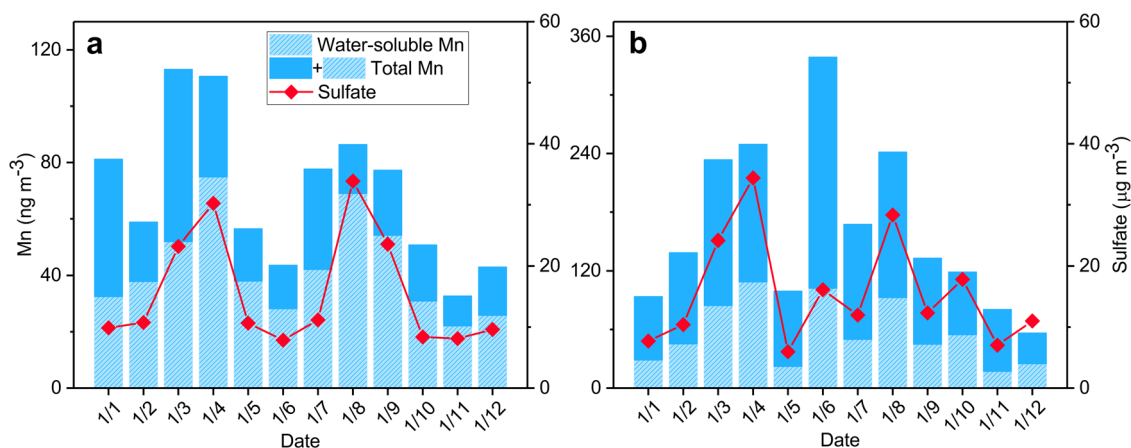 a
Water-soluble Mn
+ Total Mn
Sulfate
Mn (ng m-3)
120
80
40
0
60
40
20
0
1/1 1/2 1/3 1/4 1/5 1/6 1/7 1/8 1/9 1/10 1/11 1/12
Date
b
360
240
120
0
60
40
20
0
Sulfate (μg m-3)
1/1 1/2 1/3 1/4 1/5 1/6 1/7 1/8 1/9 1/10 1/11 1/12
Date